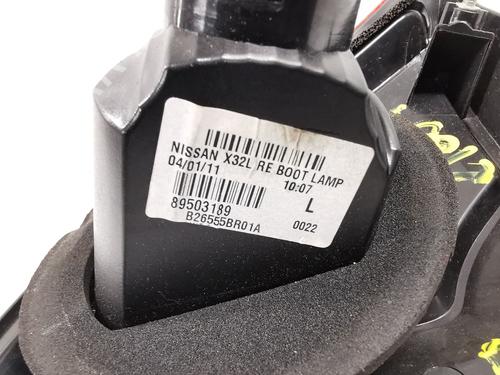 NISSAN X32L RE BOOT LAMP
04/01/11 10:07
89503189 L
B26555BR01A 0022